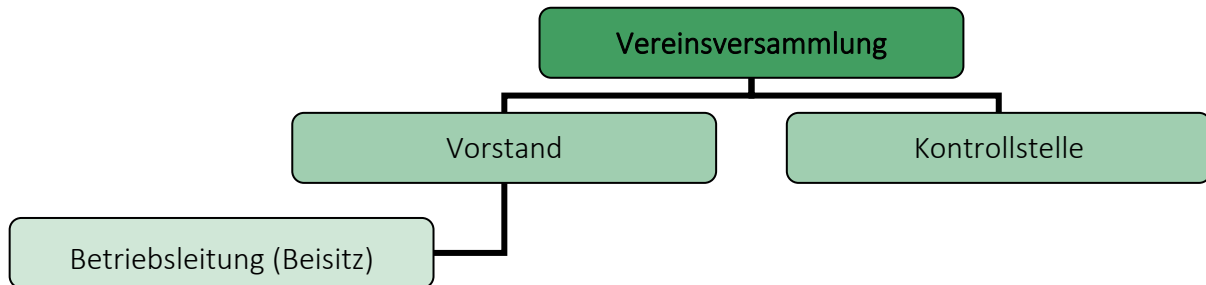 Vereinsversammlung
Vorstand
Kontrollstelle
Betriebsleitung (Beisitz)